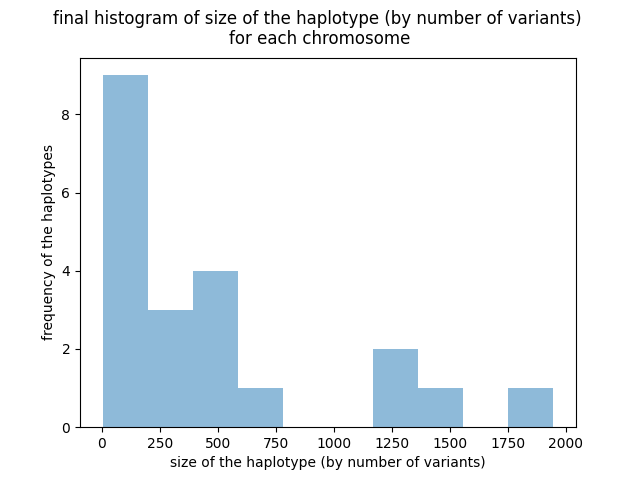 final histogram of size of the haplotype (by number of variants)
for each chromosome
frequency of the haplotypes
8
6
4
2
0
0 250 500 750 1000 1250 1500 1750 2000
size of the haplotype (by number of variants)